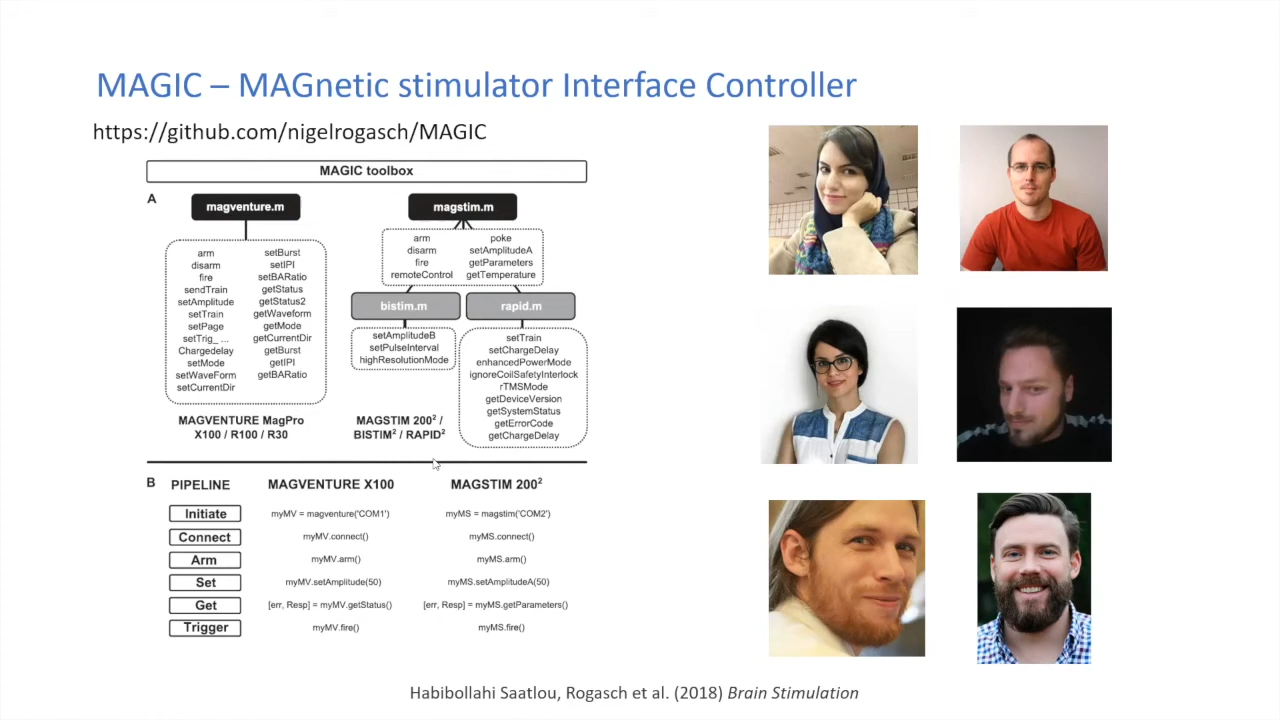 MAGIC – MAGnetic stimulator Interface Controller
https://github.com/nigelrogasch/MAGIC
MAGIC toolbox
A
magventure.m
arm
disarm
fire
sendTrain
setAmplitude
setTrain
setPage
setTrig_ ...
Chargedelay
setMode
setWaveForm
setCurrentDir
setBurst
setIPI
setBARatio
getStatus
getStatus2
getWaveform
getMode
getCurrentDir
getBurst
getIPI
getBARatio
MAGVENTURE MagPro
X100 / R100 / R30
magstim.m
arm
disarm
fire
remoteControl
poke
setAmplitudeA
getParameters
getTemperature
bistim.m
setAmplitudeB
setPulseInterval
highResolutionMode
rapid.m
setTrain
setChargeDelay
enhancedPowerMode
ignoreCoilSafetyInterlock
rTMSMode
getDeviceVersion
getSystemStatus
getErrorCode
getChargeDelay
MAGSTIM 200² /
BISTIM² / RAPID²
B PIPELINE MAGVENTURE X100 MAGSTIM 200²
Initiate myMV = magventure('COM1') myMS = magstim('COM2')
Connect myMV.connect() myMS.connect()
Arm myMV.arm() myMS.arm()
Set myMV.setAmplitude(50) myMS.setAmplitudeA(50)
Get [err, Resp] = myMV.getStatus() [err, Resp] = myMS.getParameters()
Trigger myMV.fire() myMS.fire()
Habibollahi Saatlou, Rogasch et al. (2018) Brain Stimulation